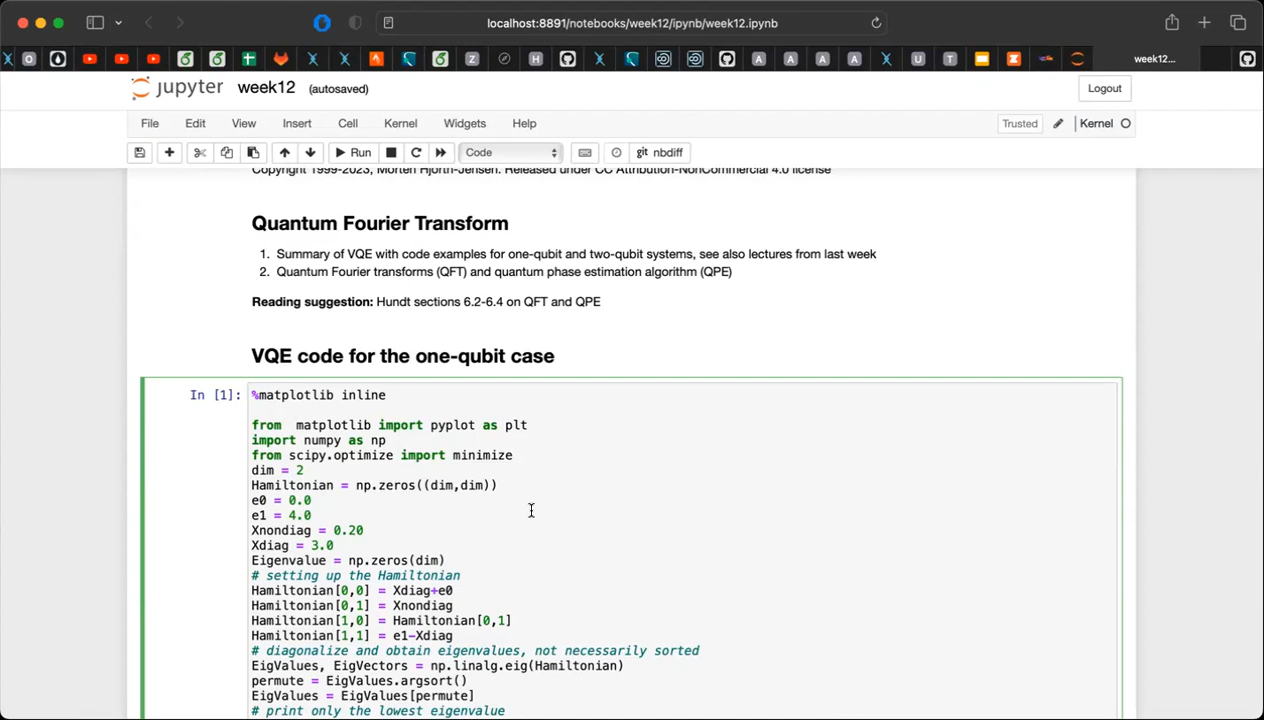 localhost:8891/notebooks/week12/ipynb/week12.ipynb
week12...
jupyter week12 (autosaved)
Logout
File Edit View Insert Cell Kernel Widgets Help
Trusted Kernel
Run Code nbdiff
Copyright 1999-2023, Morten Hjorth-Jensen. Released under CC Attribution-NonCommercial 4.0 license
Quantum Fourier Transform
1. Summary of VQE with code examples for one-qubit and two-qubit systems, see also lectures from last week
2. Quantum Fourier transforms (QFT) and quantum phase estimation algorithm (QPE)
Reading suggestion: Hundt sections 6.2-6.4 on QFT and QPE
VQE code for the one-qubit case
In [1]: %matplotlib inline
from  matplotlib import pyplot as plt
import numpy as np
from scipy.optimize import minimize
dim = 2
Hamiltonian = np.zeros((dim,dim))
e0 = 0.0
e1 = 4.0
Xnondiag = 0.20
Xdiag = 3.0
Eigenvalue = np.zeros(dim)
# setting up the Hamiltonian
Hamiltonian[0,0] = Xdiag+e0
Hamiltonian[0,1] = Xnondiag
Hamiltonian[1,0] = Hamiltonian[0,1]
Hamiltonian[1,1] = e1-Xdiag
# diagonalize and obtain eigenvalues, not necessarily sorted
EigValues, EigVectors = np.linalg.eig(Hamiltonian)
permute = EigValues.argsort()
EigValues = EigValues[permute]
# print only the lowest eigenvalue